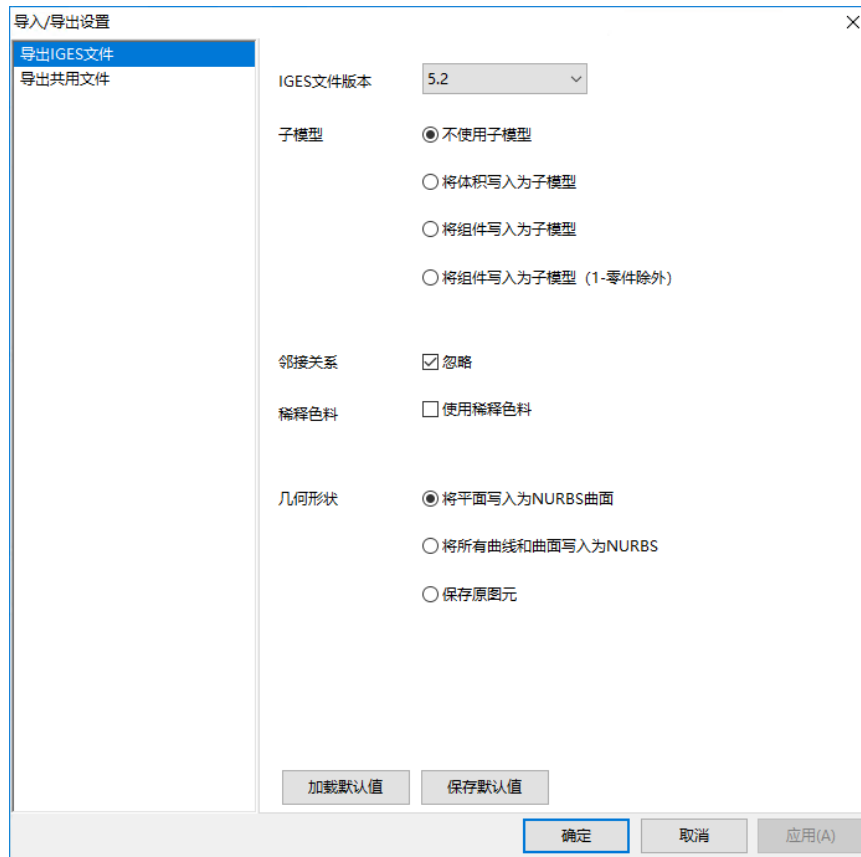 导入/导出设置
导出IGES文件
导出共用文件
IGES文件版本 5.2
子模型 不使用子模型
将体积写入为子模型
将组件写入为子模型
将组件写入为子模型（1-零件除外）
邻接关系 忽略
稀释色料 使用稀释色料
几何形状 将平面写入为NURBS曲面
将所有曲线和曲面写入为NURBS
保存原图元
加载默认值 保存默认值
确定 取消 应用(A)